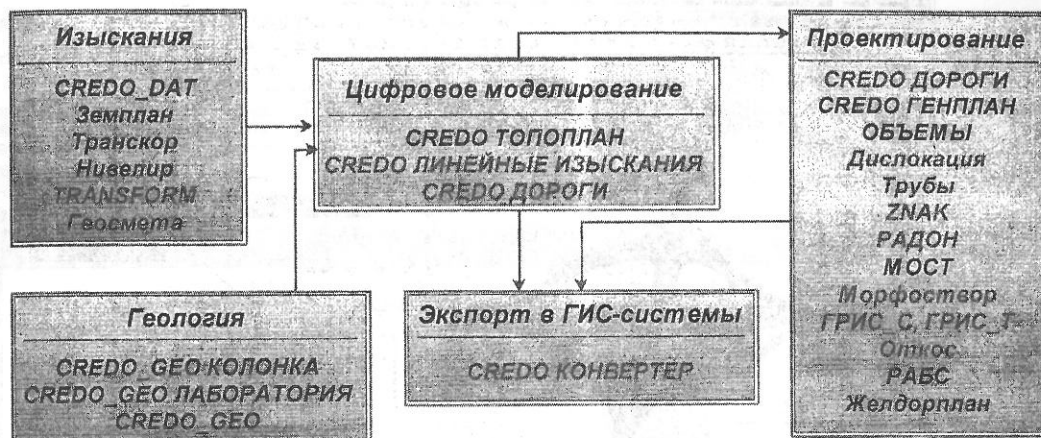 Изыскания
CREDO_DAT
Земплан
Транскор
Нивелир
TRANSFORM
Геосмета
Геология
CREDO_GEO КОЛОНКА
CREDO_GEO ЛАБОРАТОРИЯ
CREDO_GEO
Цифровое моделирование
CREDO ТОПОПЛАН
CREDO ЛИНЕЙНЫЕ ИЗЫСКАНИЯ
CREDO ДОРОГИ
Экспорт в ГИС-системы
CREDO КОНВЕРТЕР
Проектирование
CREDO ДОРОГИ
CREDO ГЕНПЛАН
ОБЪЕМЫ
Дислокация
Трубы
ZNAK
РАДОН
МОСТ
Морфоствор
ГРИС_С, ГРИС_Т
Откос
РАБС
Желдорплан